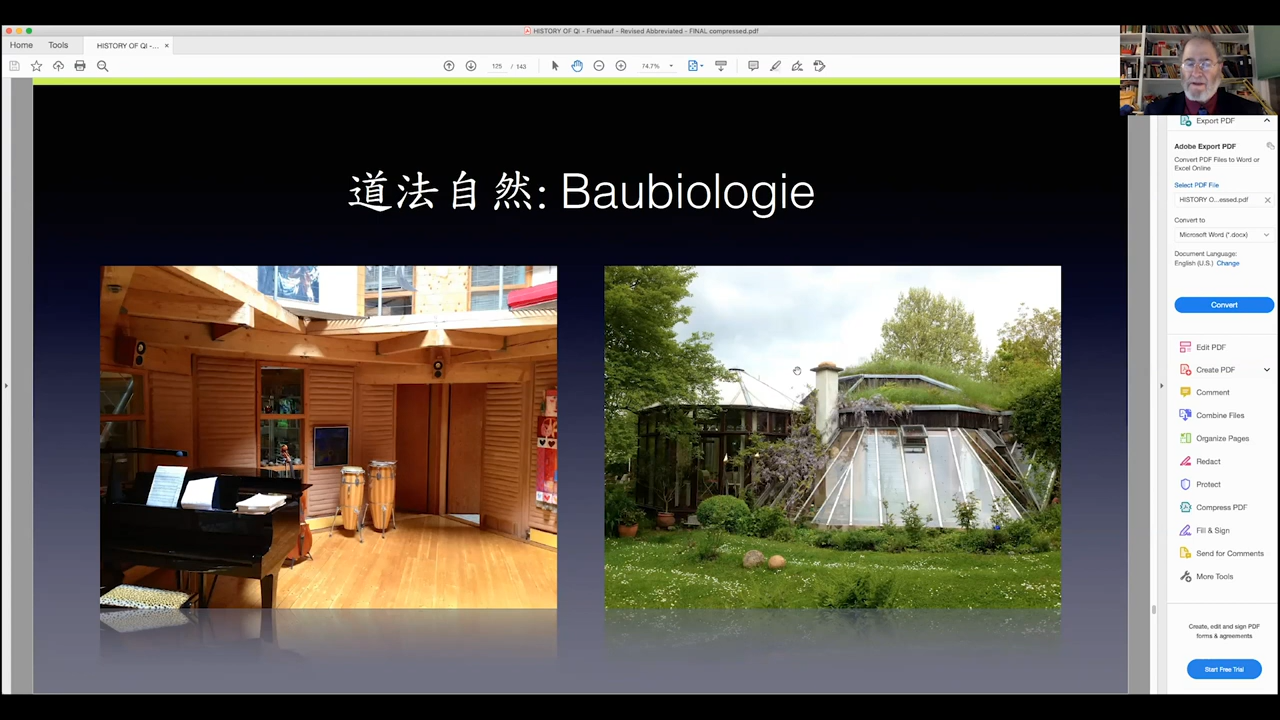 HISTORY OF QI - Fruehauf - Revised Abbreviated - FINAL compressed.pdf
Home
Tools
HISTORY OF QI -...
×
125 / 143
74.7%
道法自然: Baubiologie
Export PDF
Adobe Export PDF
Convert PDF Files to Word or
Excel Online
Select PDF File
HISTORY O...essed.pdf
×
Convert to
Microsoft Word (*.docx)
Document Language:
English (U.S.) Change
Convert
Edit PDF
Create PDF
Comment
Combine Files
Organize Pages
Redact
Protect
Compress PDF
Fill & Sign
Send for Comments
More Tools
Create, edit and sign PDF
forms & agreements
Start Free Trial